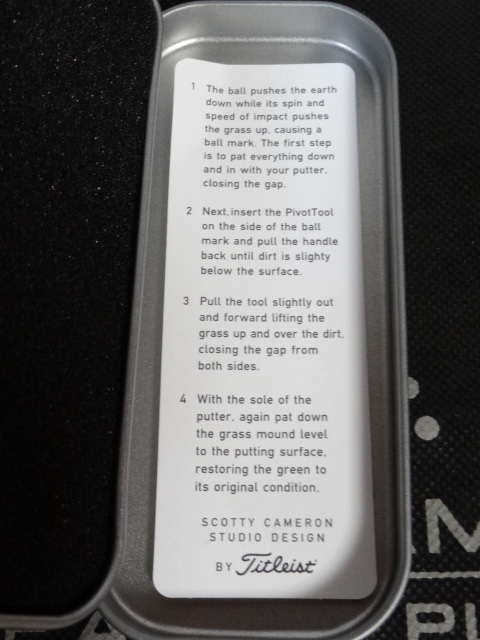 1 The ball pushes the earth
down while its spin and
speed of impact pushes
the grass up, causing a
ball mark. The first step
is to pat everything down
and in with your putter,
closing the gap.
2 Next, insert the PivotTool
on the side of the ball
mark and pull the handle
back until dirt is slighty
below the surface.
3 Pull the tool slightly out
and forward lifting the
grass up and over the dirt,
closing the gap from
both sides.
4 With the sole of the
putter, again pat down
the grass mound level
to the putting surface,
restoring the green to
its original condition.
SCOTTY CAMERON
STUDIO DESIGN
BY Titleist